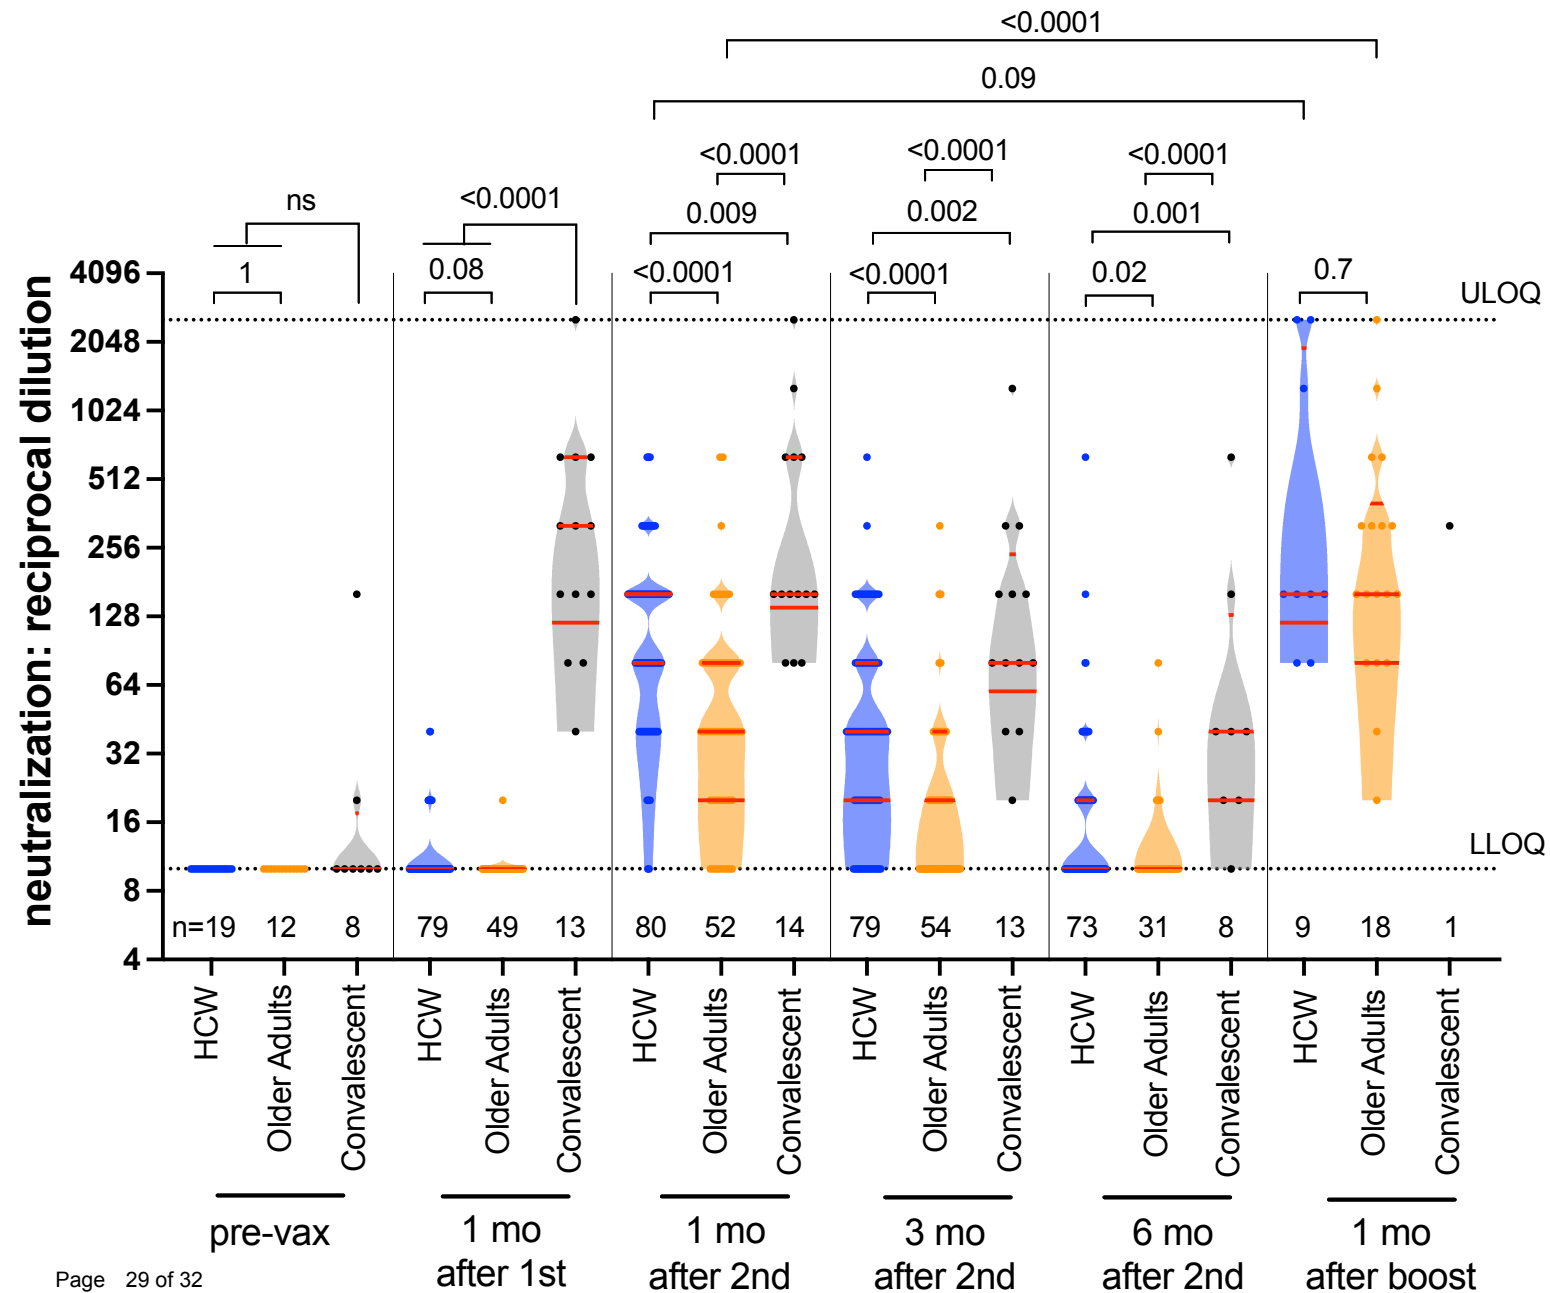 <0.0001
0.09
<0.0001
<0.0001
<0.0001
ns
<0.0001
0.009
0.002
0.001
1
0.08
<0.0001
<0.0001
0.02
0.7
neutralization: reciprocal dilution
4096
2048
1024
512
256
128
64
32
16
8
4
ULOQ
LLOQ
n=19 12 8 79 49 13 80 52 14 79 54 13 73 31 8 9 18 1
HCW
Older Adults
Convalescent
HCW
Older Adults
Convalescent
HCW
Older Adults
Convalescent
HCW
Older Adults
Convalescent
HCW
Older Adults
Convalescent
HCW
Older Adults
Convalescent
pre-vax
1 mo
after 1st
1 mo
after 2nd
3 mo
after 2nd
6 mo
after 2nd
1 mo
after boost
Page 29 of 32